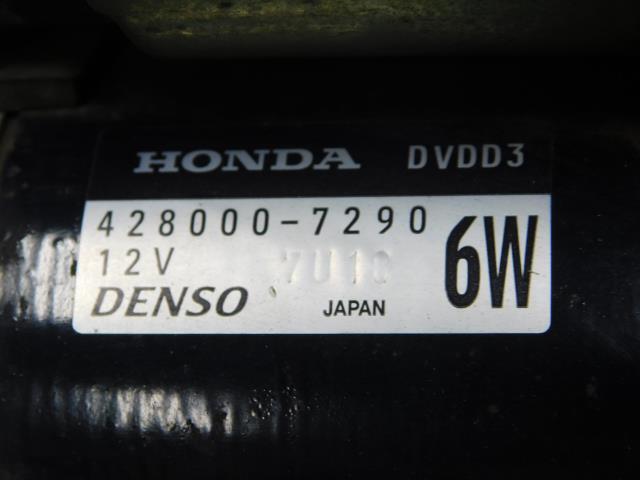 HONDA DVDD3
428000-7290
12V
DENSO JAPAN
6W